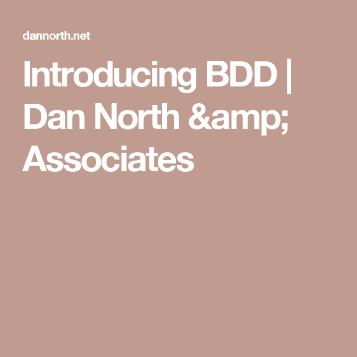 dannorth.net
Introducing BDD |
Dan North &amp;
Associates